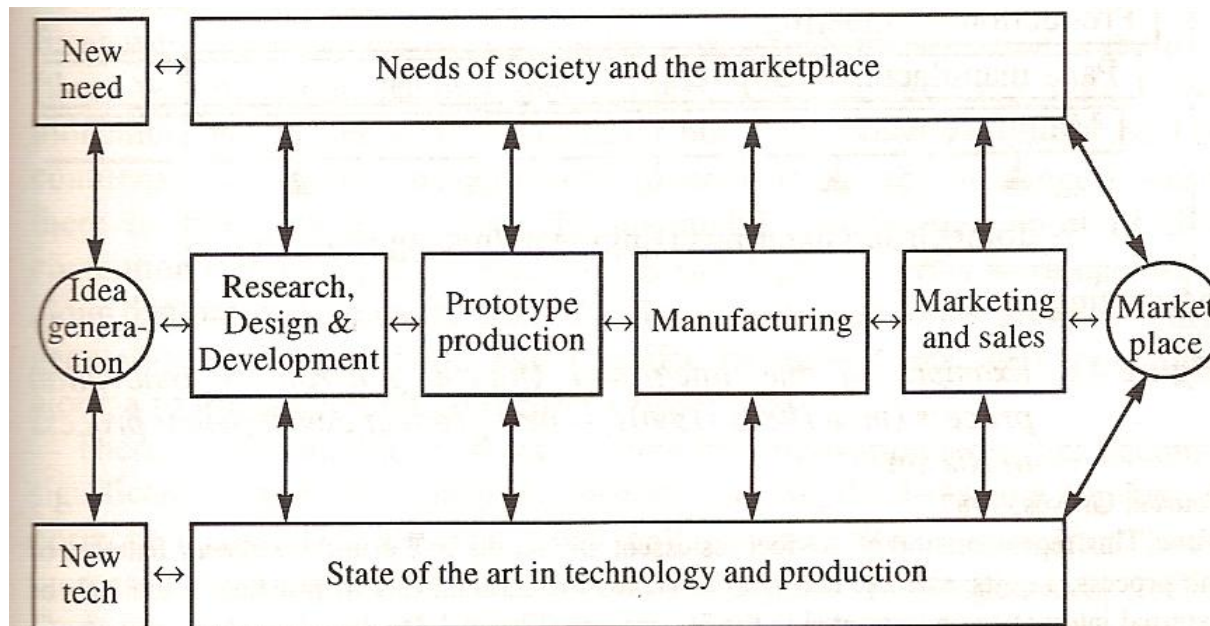 New
need
Needs of society and the marketplace
Idea
genera-
tion
Research,
Design &
Development
Prototype
production
Manufacturing
Marketing
and sales
Market
place
New
tech
State of the art in technology and production